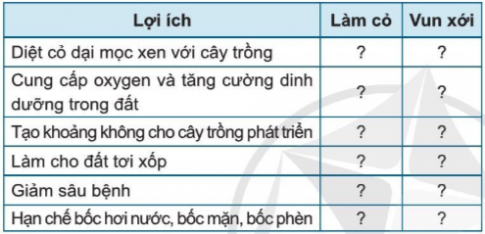 Lợi ích Làm cỏ Vun xới
Diệt cỏ dại mọc xen với cây trồng ? ?
Cung cấp oxygen và tăng cường dinh
dưỡng trong đất ? ?
Tạo khoảng không cho cây trồng phát triển ? ?
Làm cho đất tơi xốp ? ?
Giảm sâu bệnh ? ?
Hạn chế bốc hơi nước, bốc mặn, bốc phèn ? ?